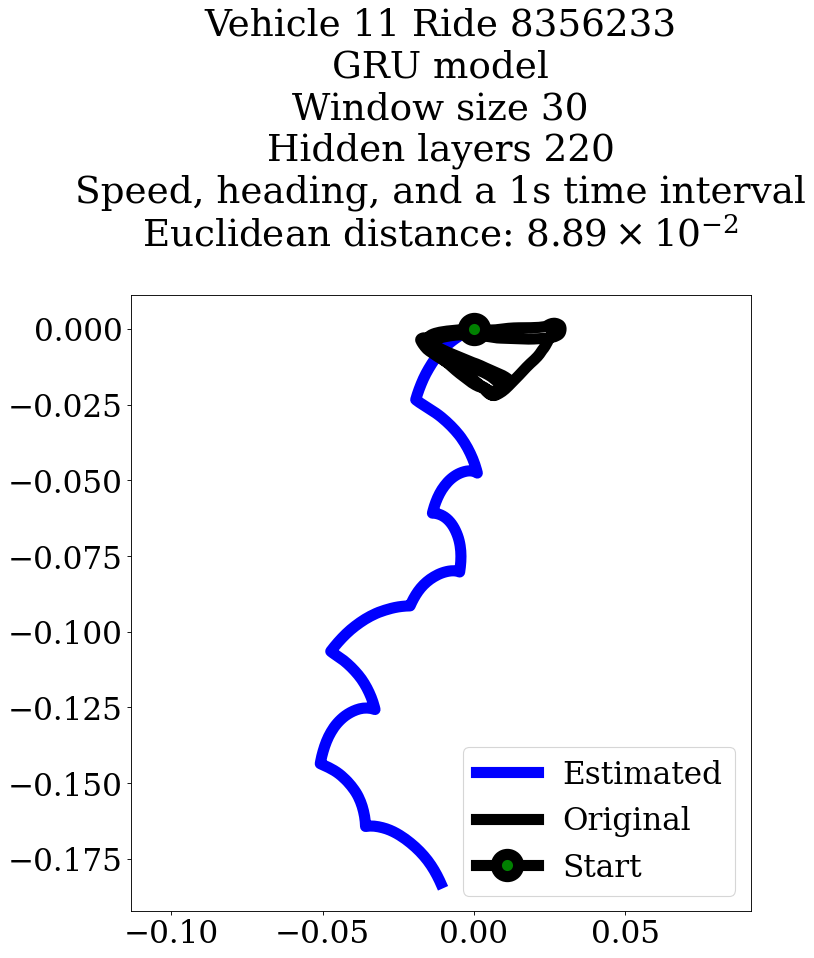 Vehicle 11 Ride 8356233
GRU model
Window size 30
Hidden layers 220
Speed, heading, and a 1s time interval
Euclidean distance: 8.89 × 10⁻²
0.000
−0.025
−0.050
−0.075
−0.100
−0.125
−0.150
−0.175
Estimated
Original
Start
−0.10 −0.05 0.00 0.05